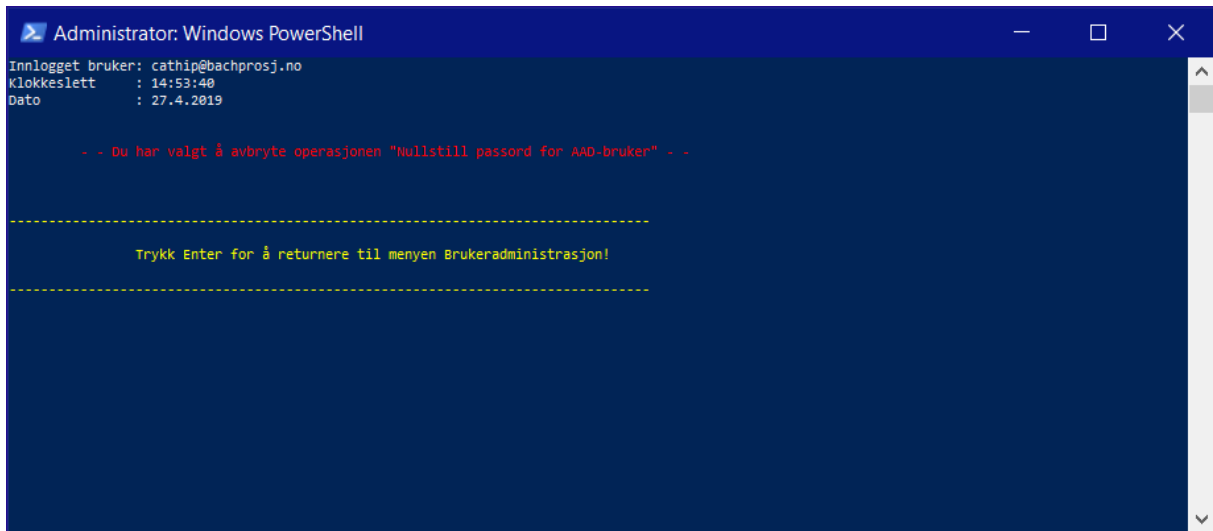 Administrator: Windows PowerShell
Innlogget bruker: cathip@bachprosj.no
Klokkeslett     : 14:53:40
Dato            : 27.4.2019
- - Du har valgt å avbryte operasjonen "Nullstill passord for AAD-bruker" - -
--------------------------------------------------------------------------------
Trykk Enter for å returnere til menyen Brukeradministrasjon!
--------------------------------------------------------------------------------